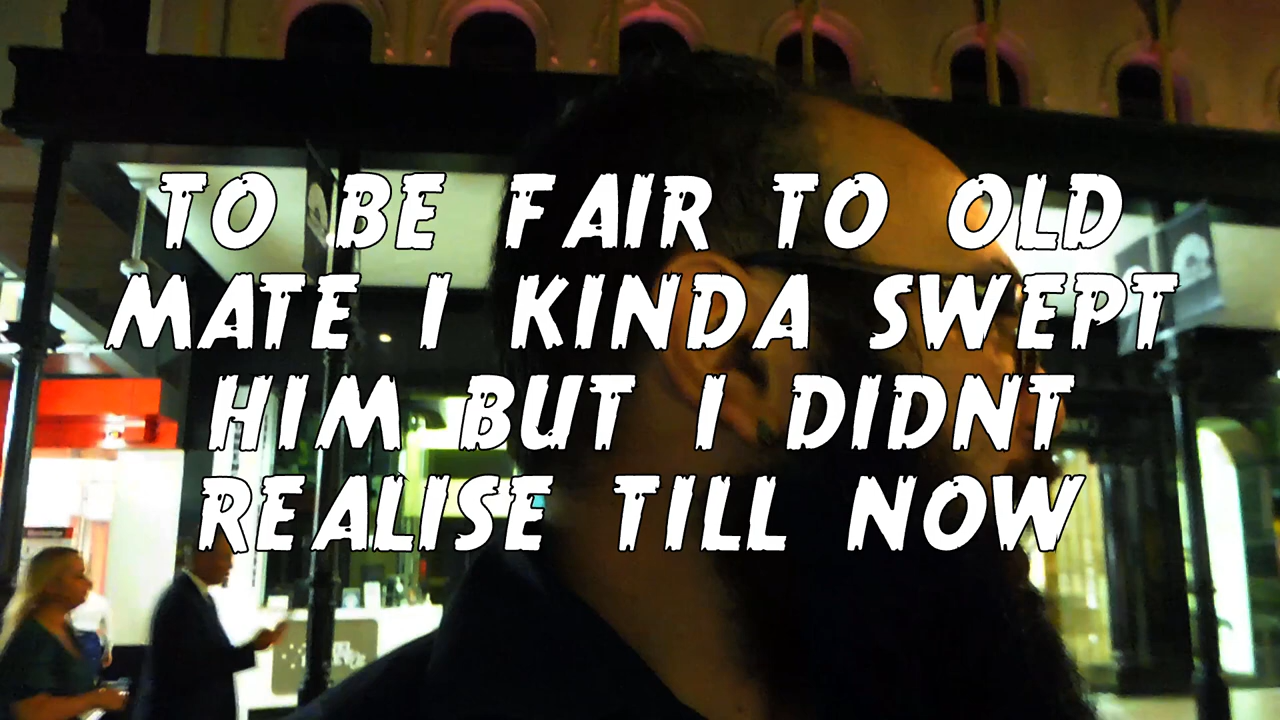 TO BE FAIR TO OLD
MATE I KINDA SWEPT
HIM BUT I DIDNT
REALISE TILL NOW